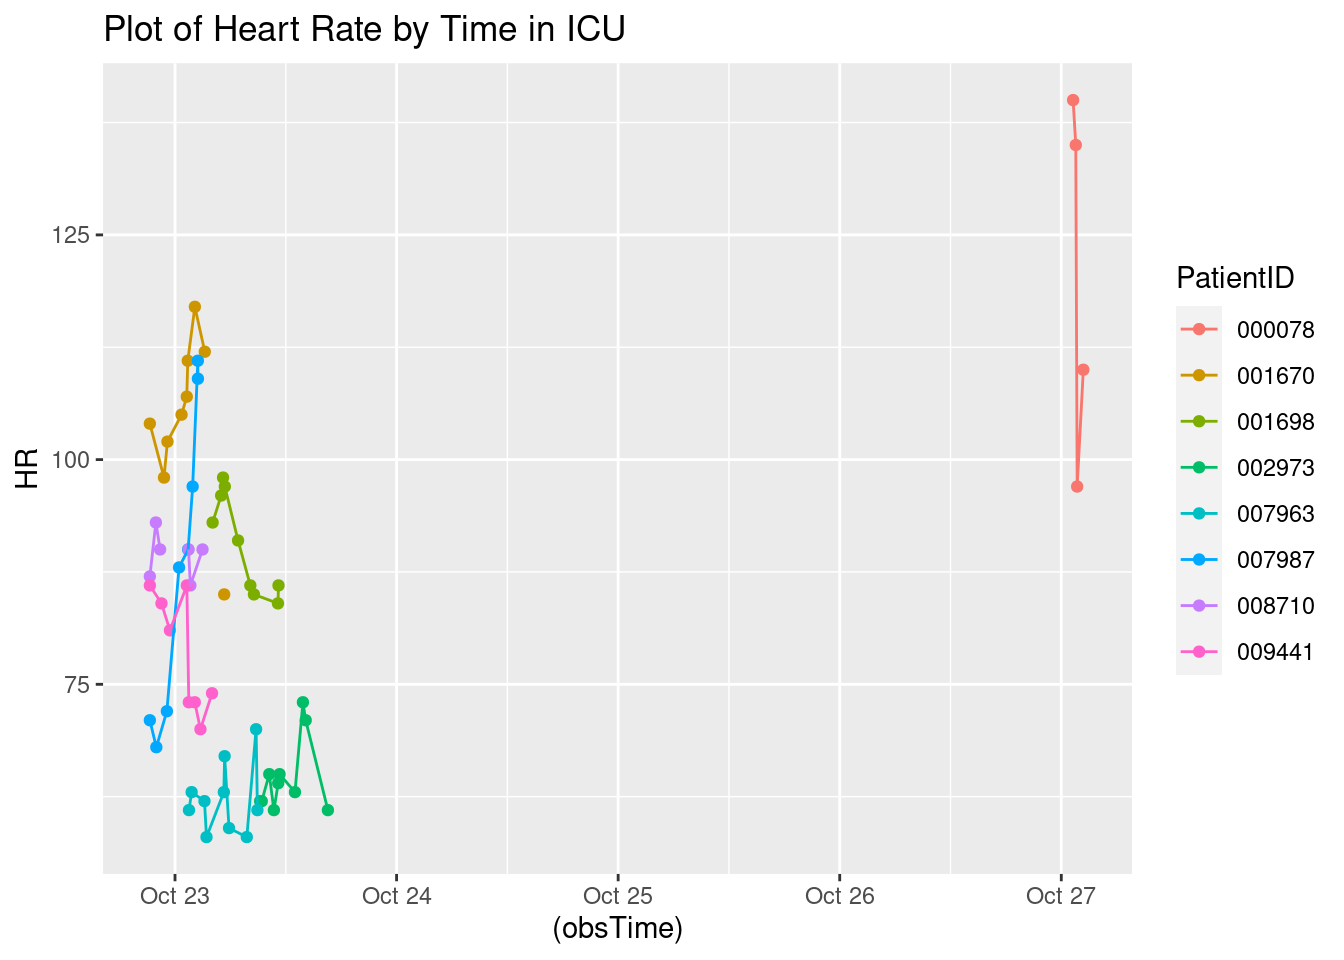 Plot of Heart Rate by Time in ICU
125
100
75
HR
Oct 23
Oct 24
Oct 25
Oct 26
Oct 27
(obsTime)
PatientID
000078
001670
001698
002973
007963
007987
008710
009441